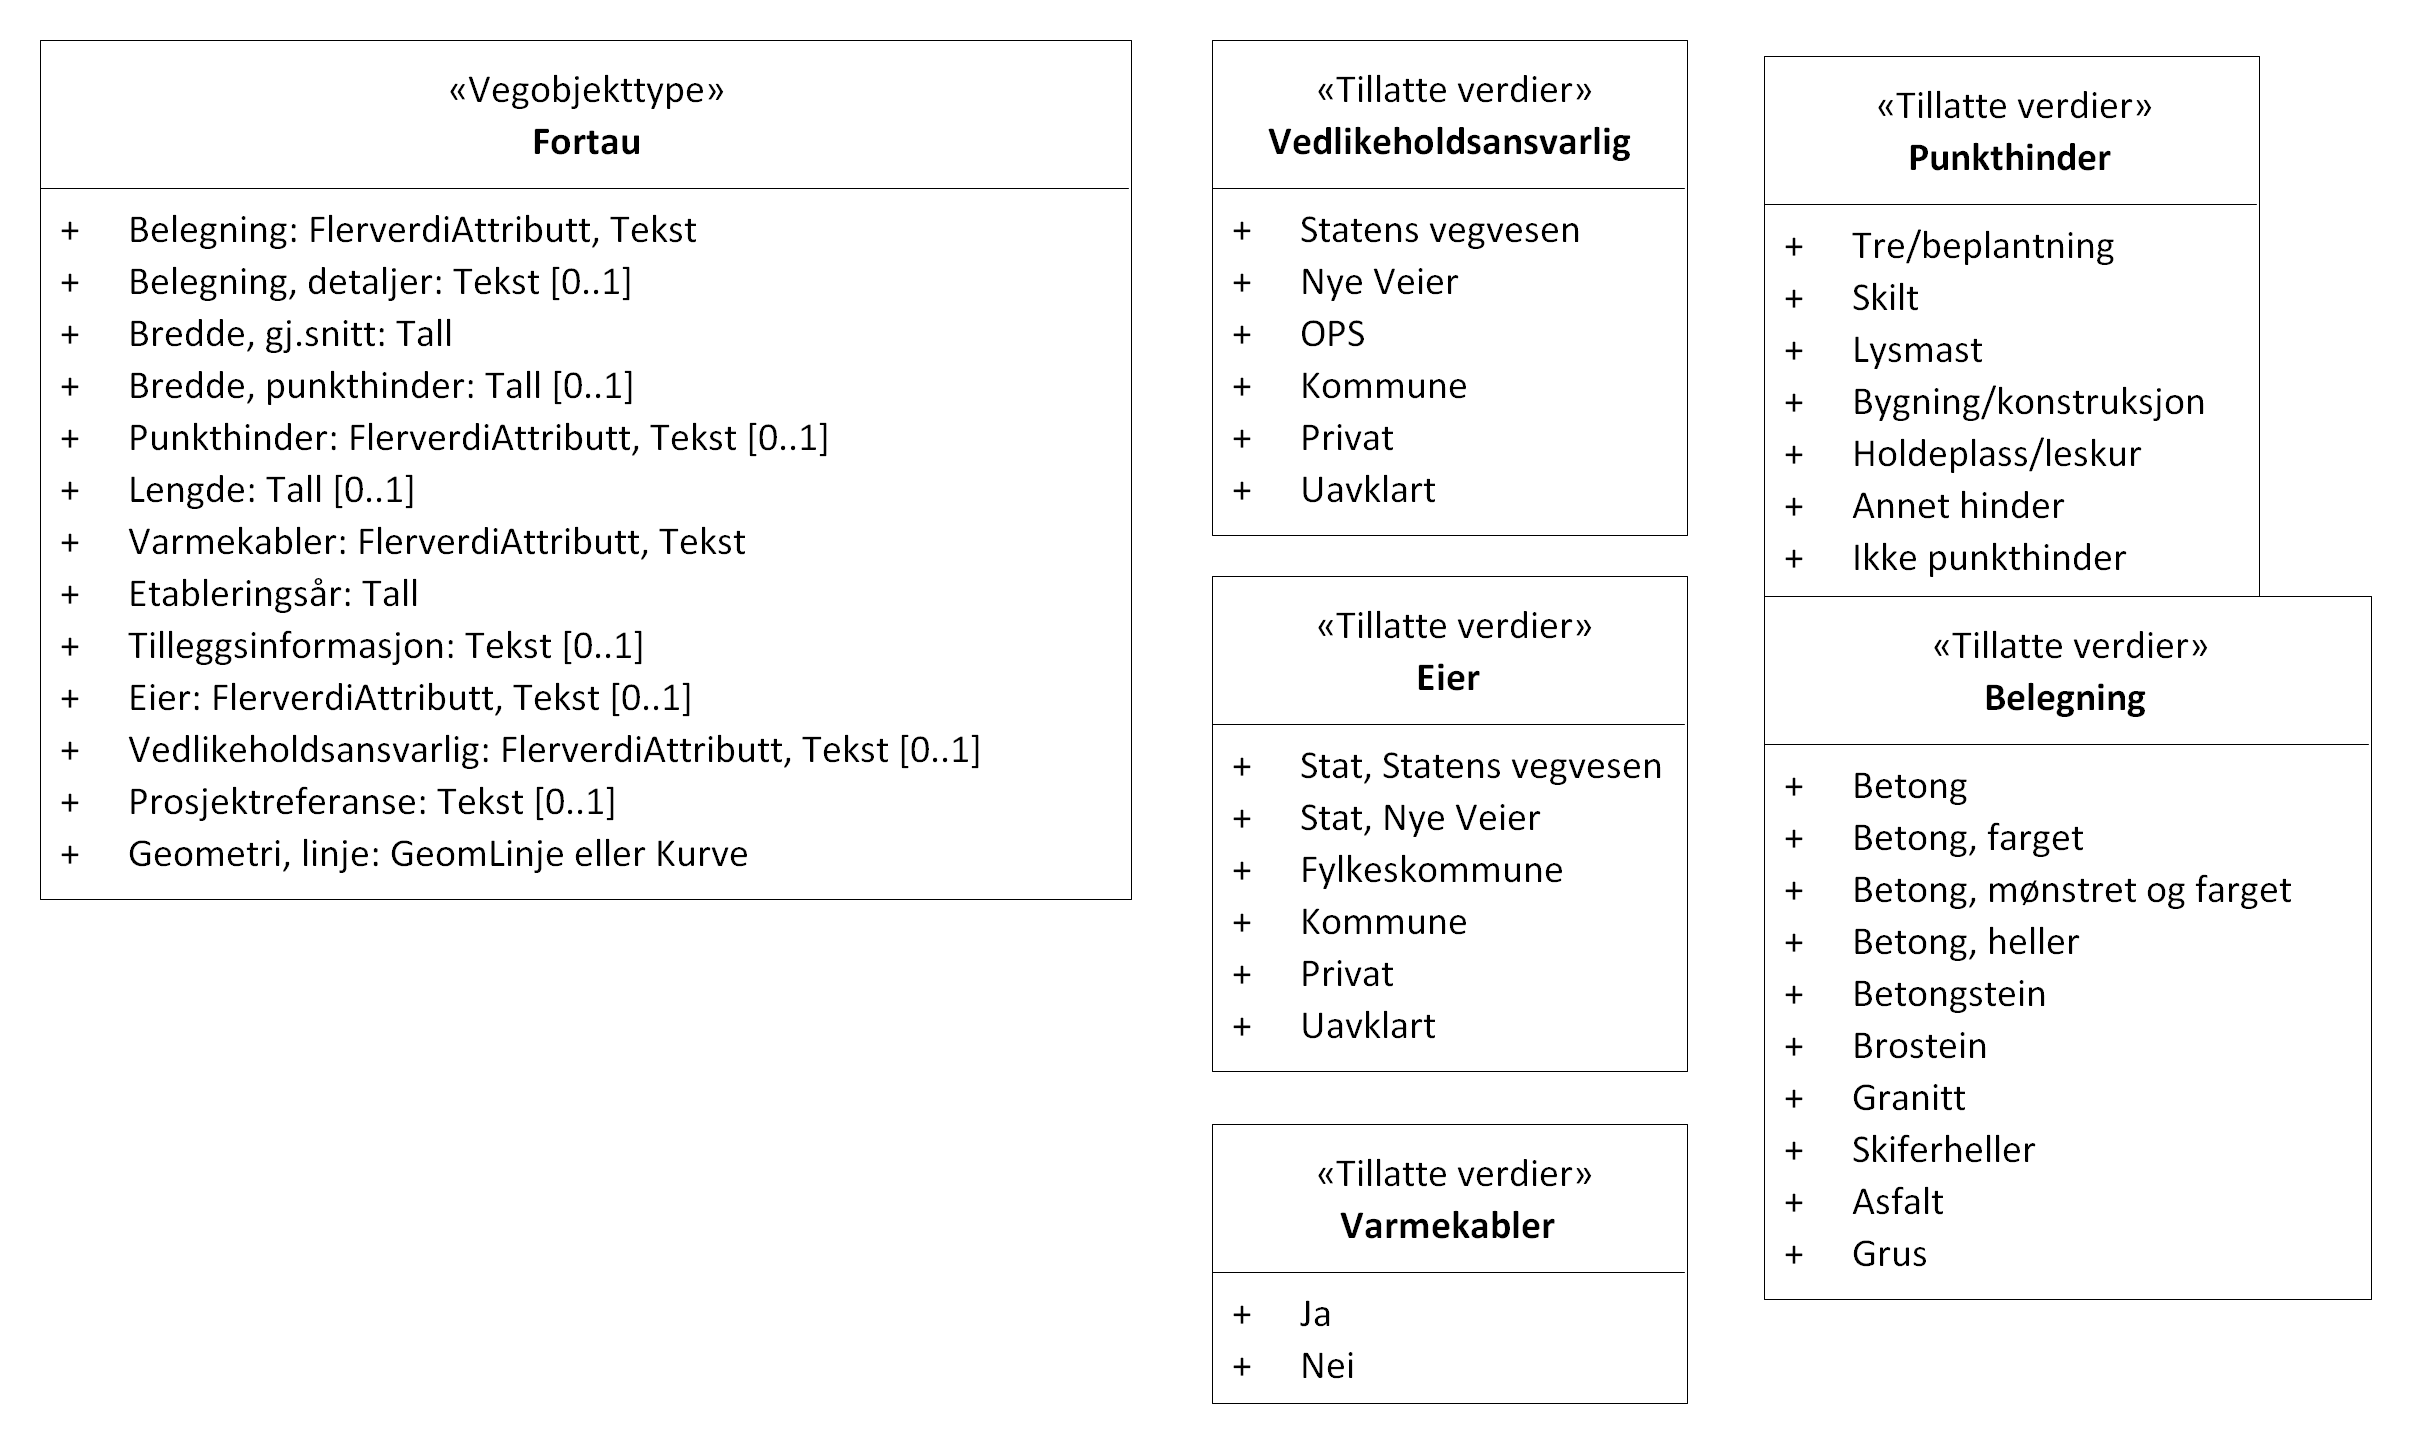 «Vegobjekttype»
Fortau
+ Belegning: FlerverdiAttributt, Tekst
+ Belegning, detaljer: Tekst [0..1]
+ Bredde, gj.snitt: Tall
+ Bredde, punkthinder: Tall [0..1]
+ Punkthinder: FlerverdiAttributt, Tekst [0..1]
+ Lengde: Tall [0..1]
+ Varmekabler: FlerverdiAttributt, Tekst
+ Etableringsår: Tall
+ Tilleggsinformasjon: Tekst [0..1]
+ Eier: FlerverdiAttributt, Tekst [0..1]
+ Vedlikeholdsansvarlig: FlerverdiAttributt, Tekst [0..1]
+ Prosjektreferanse: Tekst [0..1]
+ Geometri, linje: GeomLinje eller Kurve
«Tillatte verdier»
Vedlikeholdsansvarlig
+ Statens vegvesen
+ Nye Veier
+ OPS
+ Kommune
+ Privat
+ Uavklart
«Tillatte verdier»
Eier
+ Stat, Statens vegvesen
+ Stat, Nye Veier
+ Fylkeskommune
+ Kommune
+ Privat
+ Uavklart
«Tillatte verdier»
Varmekabler
+ Ja
+ Nei
«Tillatte verdier»
Punkthinder
+ Tre/beplantning
+ Skilt
+ Lysmast
+ Bygning/konstruksjon
+ Holdeplass/leskur
+ Annet hinder
+ Ikke punkthinder
«Tillatte verdier»
Belegning
+ Betong
+ Betong, farget
+ Betong, mønstret og farget
+ Betong, heller
+ Betongstein
+ Brostein
+ Granitt
+ Skiferheller
+ Asfalt
+ Grus